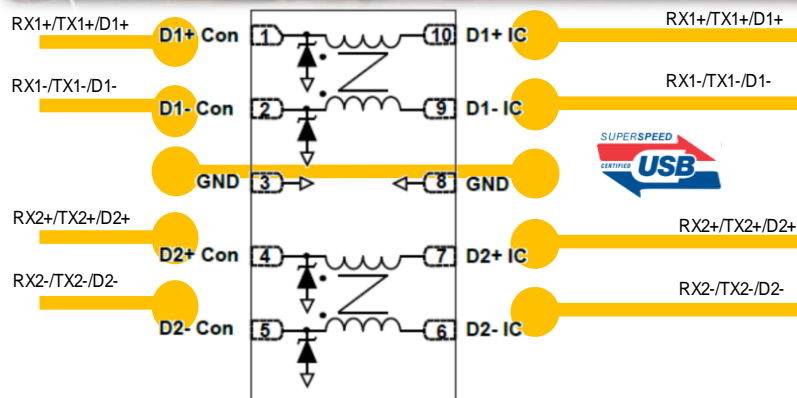 RX1+/TX1+/D1+
D1+ Con
1
10
D1+ IC
RX1+/TX1+/D1+
RX1-/TX1-/D1-
D1- Con
2
9
D1- IC
RX1-/TX1-/D1-
SUPERSPEED
CERTIFIED
USB
GND
3
8
GND
RX2+/TX2+/D2+
D2+ Con
4
7
D2+ IC
RX2+/TX2+/D2+
RX2-/TX2-/D2-
D2- Con
5
6
D2- IC
RX2-/TX2-/D2-